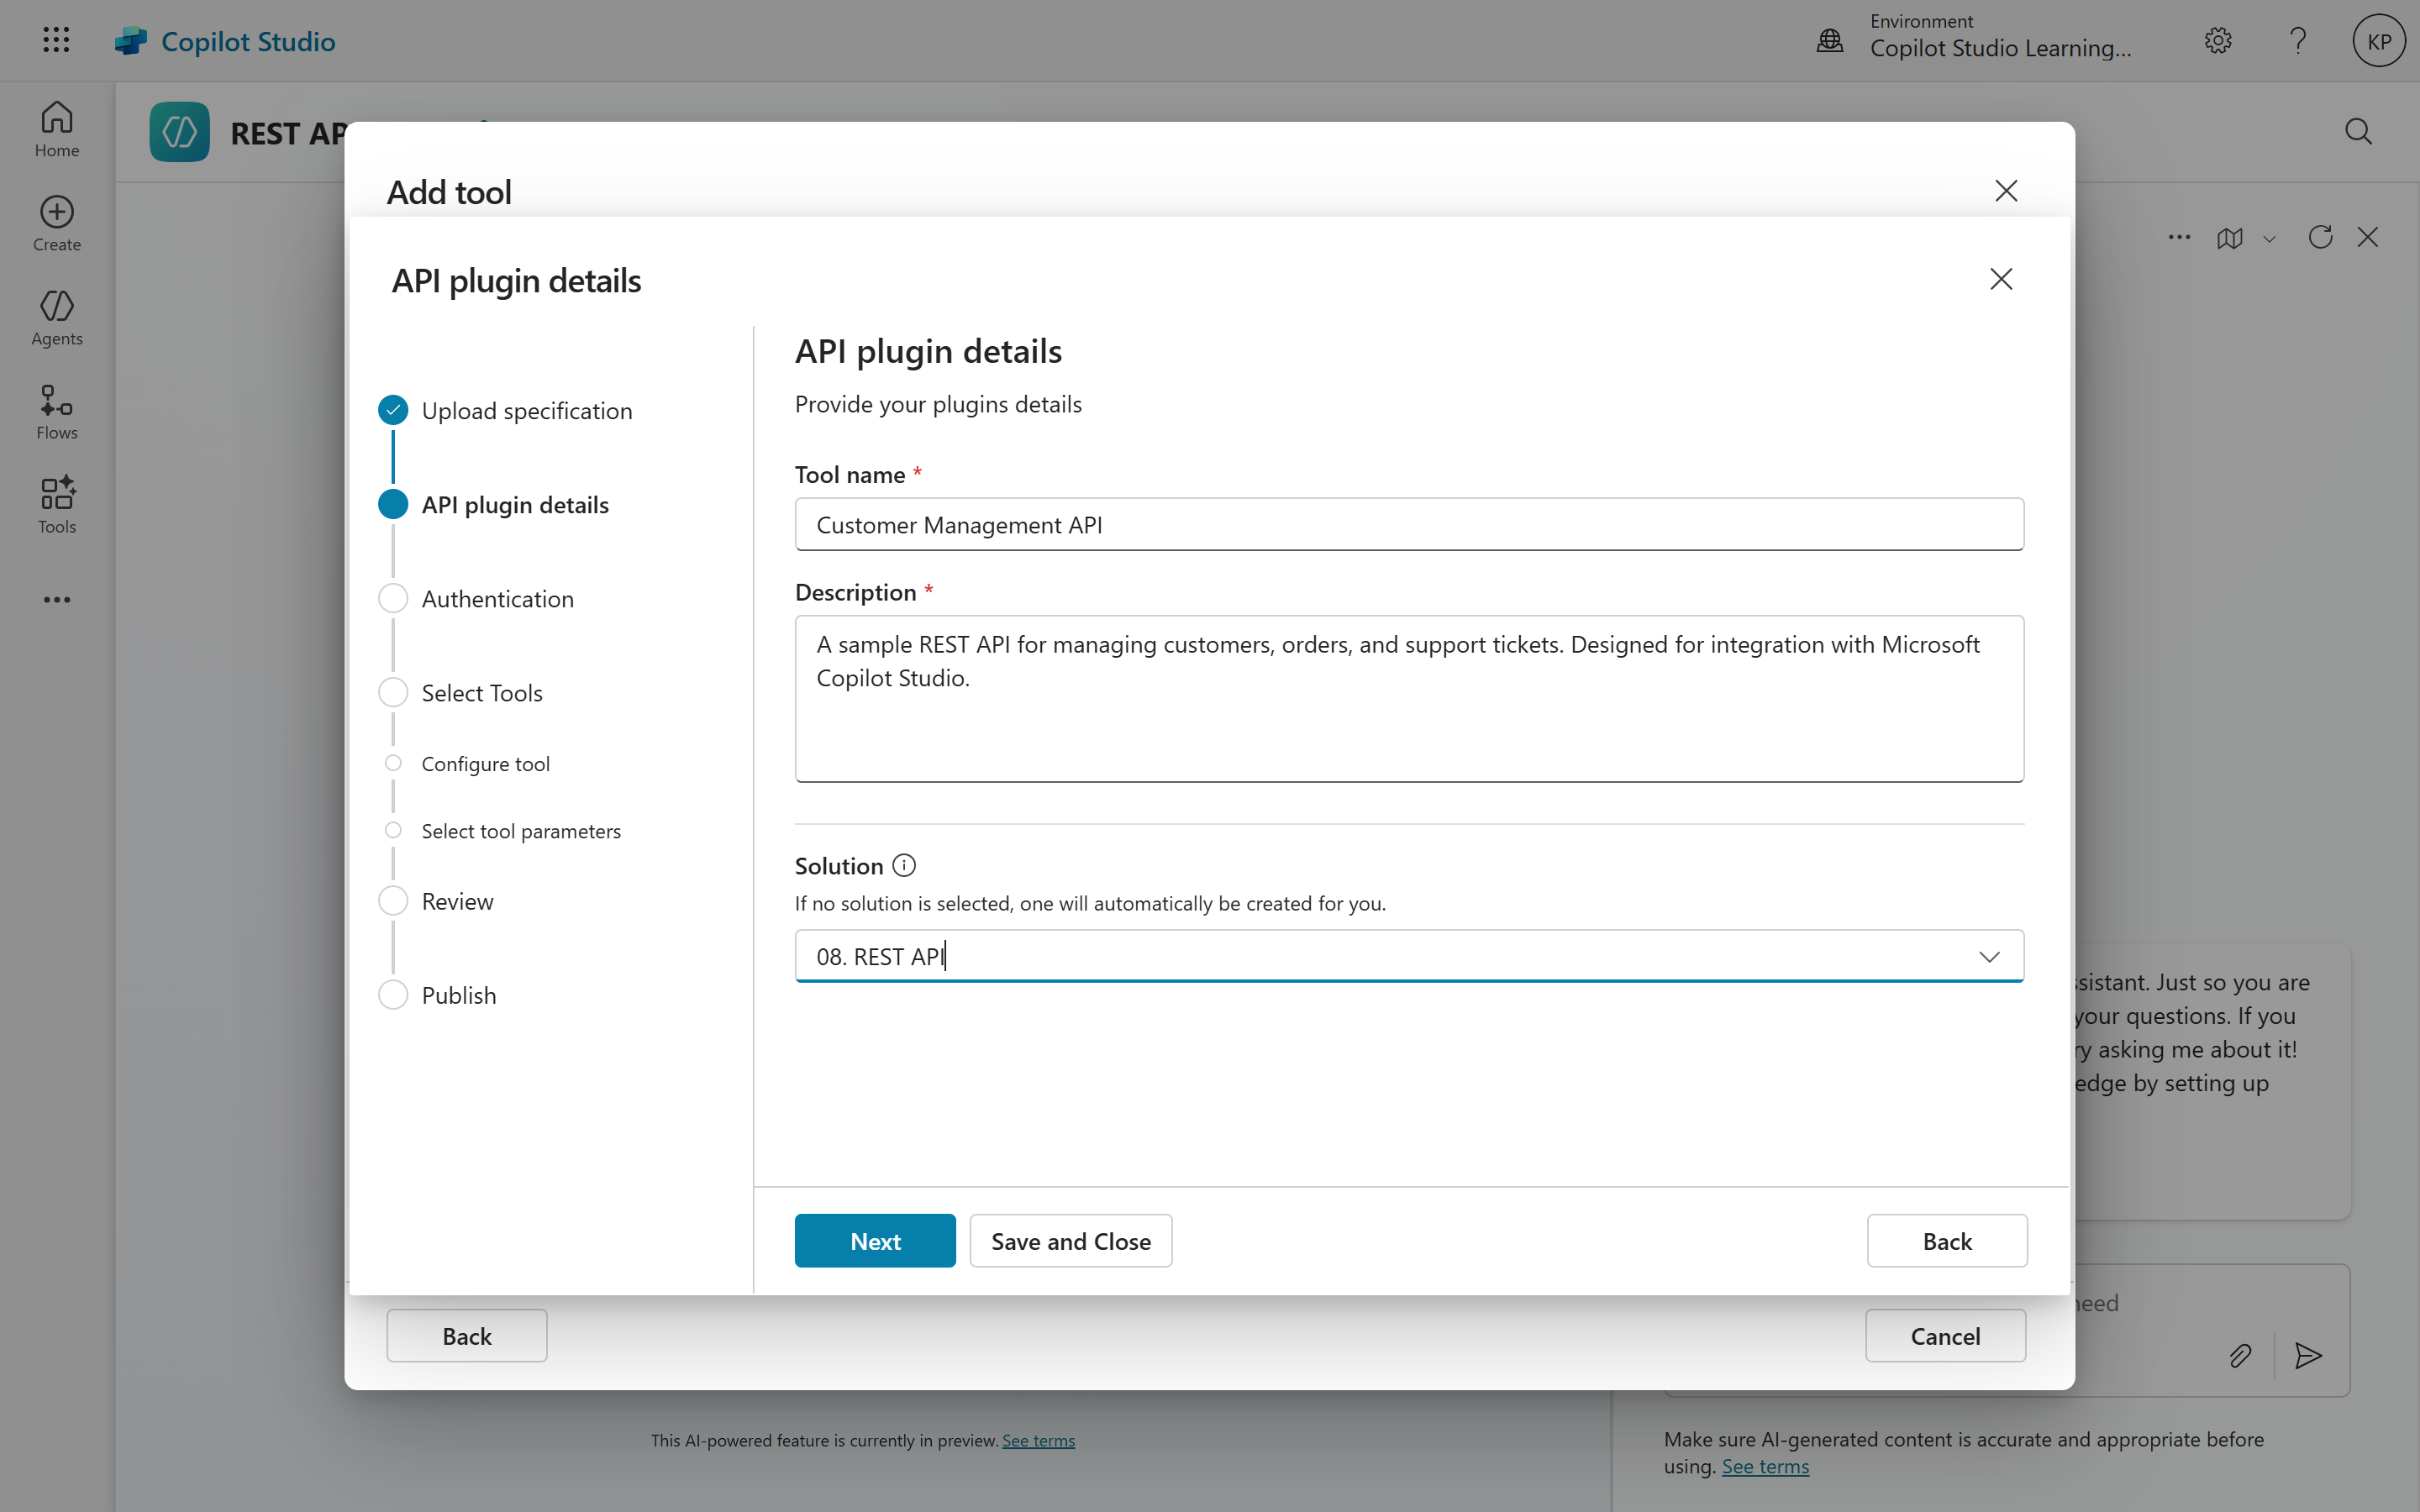 Copilot Studio
Environment
Copilot Studio Learning...
KP
Home
Create
Agents
Flows
Tools
REST AP
Add tool
API plugin details
Upload specification
API plugin details
Authentication
Select Tools
Configure tool
Select tool parameters
Review
Publish
API plugin details
Provide your plugins details
Tool name *
Customer Management API
Description *
A sample REST API for managing customers, orders, and support tickets. Designed for integration with Microsoft
Copilot Studio.
Solution
If no solution is selected, one will automatically be created for you.
08. REST API
Next
Save and Close
Back
Back
Cancel
sistant. Just so you are
your questions. If you
ry asking me about it!
edge by setting up
need
This AI-powered feature is currently in preview. See terms
Make sure AI-generated content is accurate and appropriate before
using. See terms